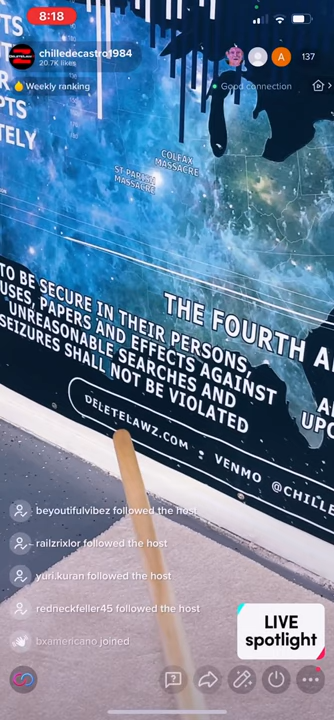 8:18
chilledecastro1984
20.7K likes
A
137
Weekly ranking
Good connection
PTS
TELY
COLFAX
MASSACRE
MASSACRE
THE FOURTH A
TO BE SECURE IN THEIR PERSONS,
USES, PAPERS AND EFFECTS AGAINST
UNREASONABLE SEARCHES AND
SEIZURES SHALL NOT BE VIOLATED
UPO
DELETELAWZ.COM : VENMO @CHILLE
beyoutifulvibez followed the host
railzrixlor followed the host
yuri.kuran followed the host
redneckfeller45 followed the host
bxamericano joined
LIVE
spotlight